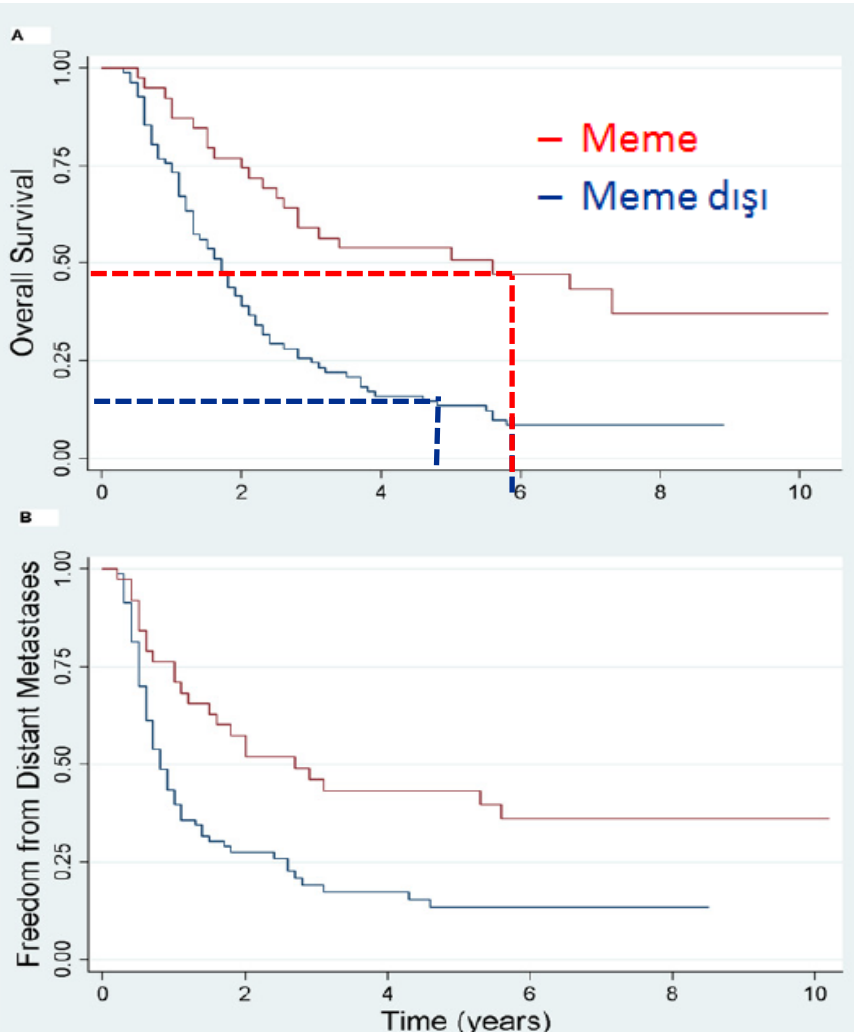 A
Overall Survival
1.00
0.75
0.50
0.25
0.00
– Meme
– Meme dışı
0 2 4 6 8 10
B
Freedom from Distant Metastases
1.00
0.75
0.50
0.25
0.00
0 2 4 6 8 10
Time (years)